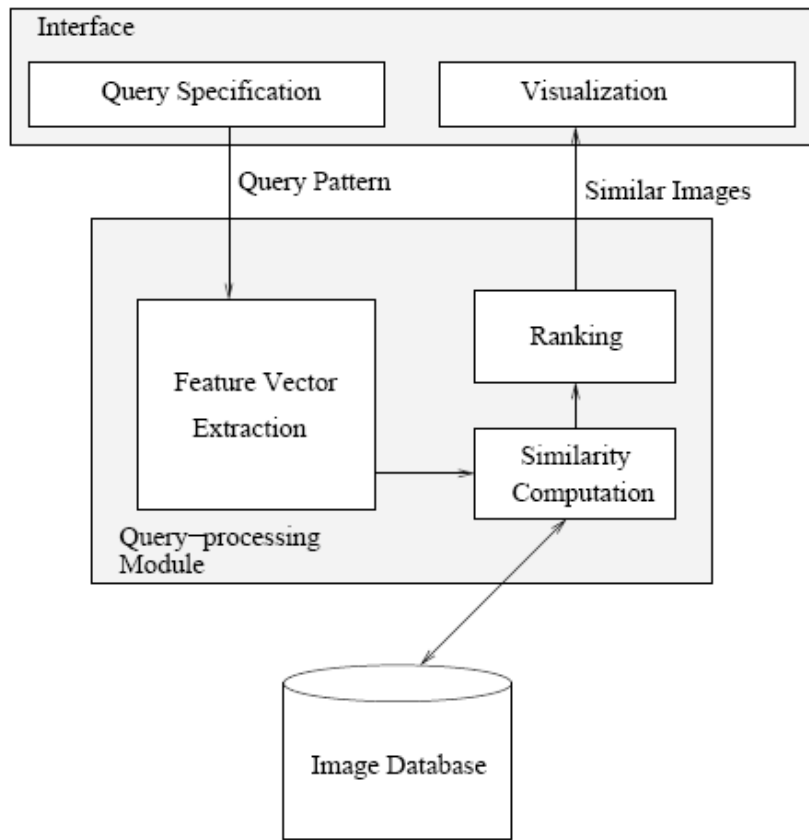 Interface
Query Specification
Visualization
Query Pattern
Similar Images
Feature Vector
Extraction
Ranking
Similarity
Computation
Query-processing
Module
Image Database